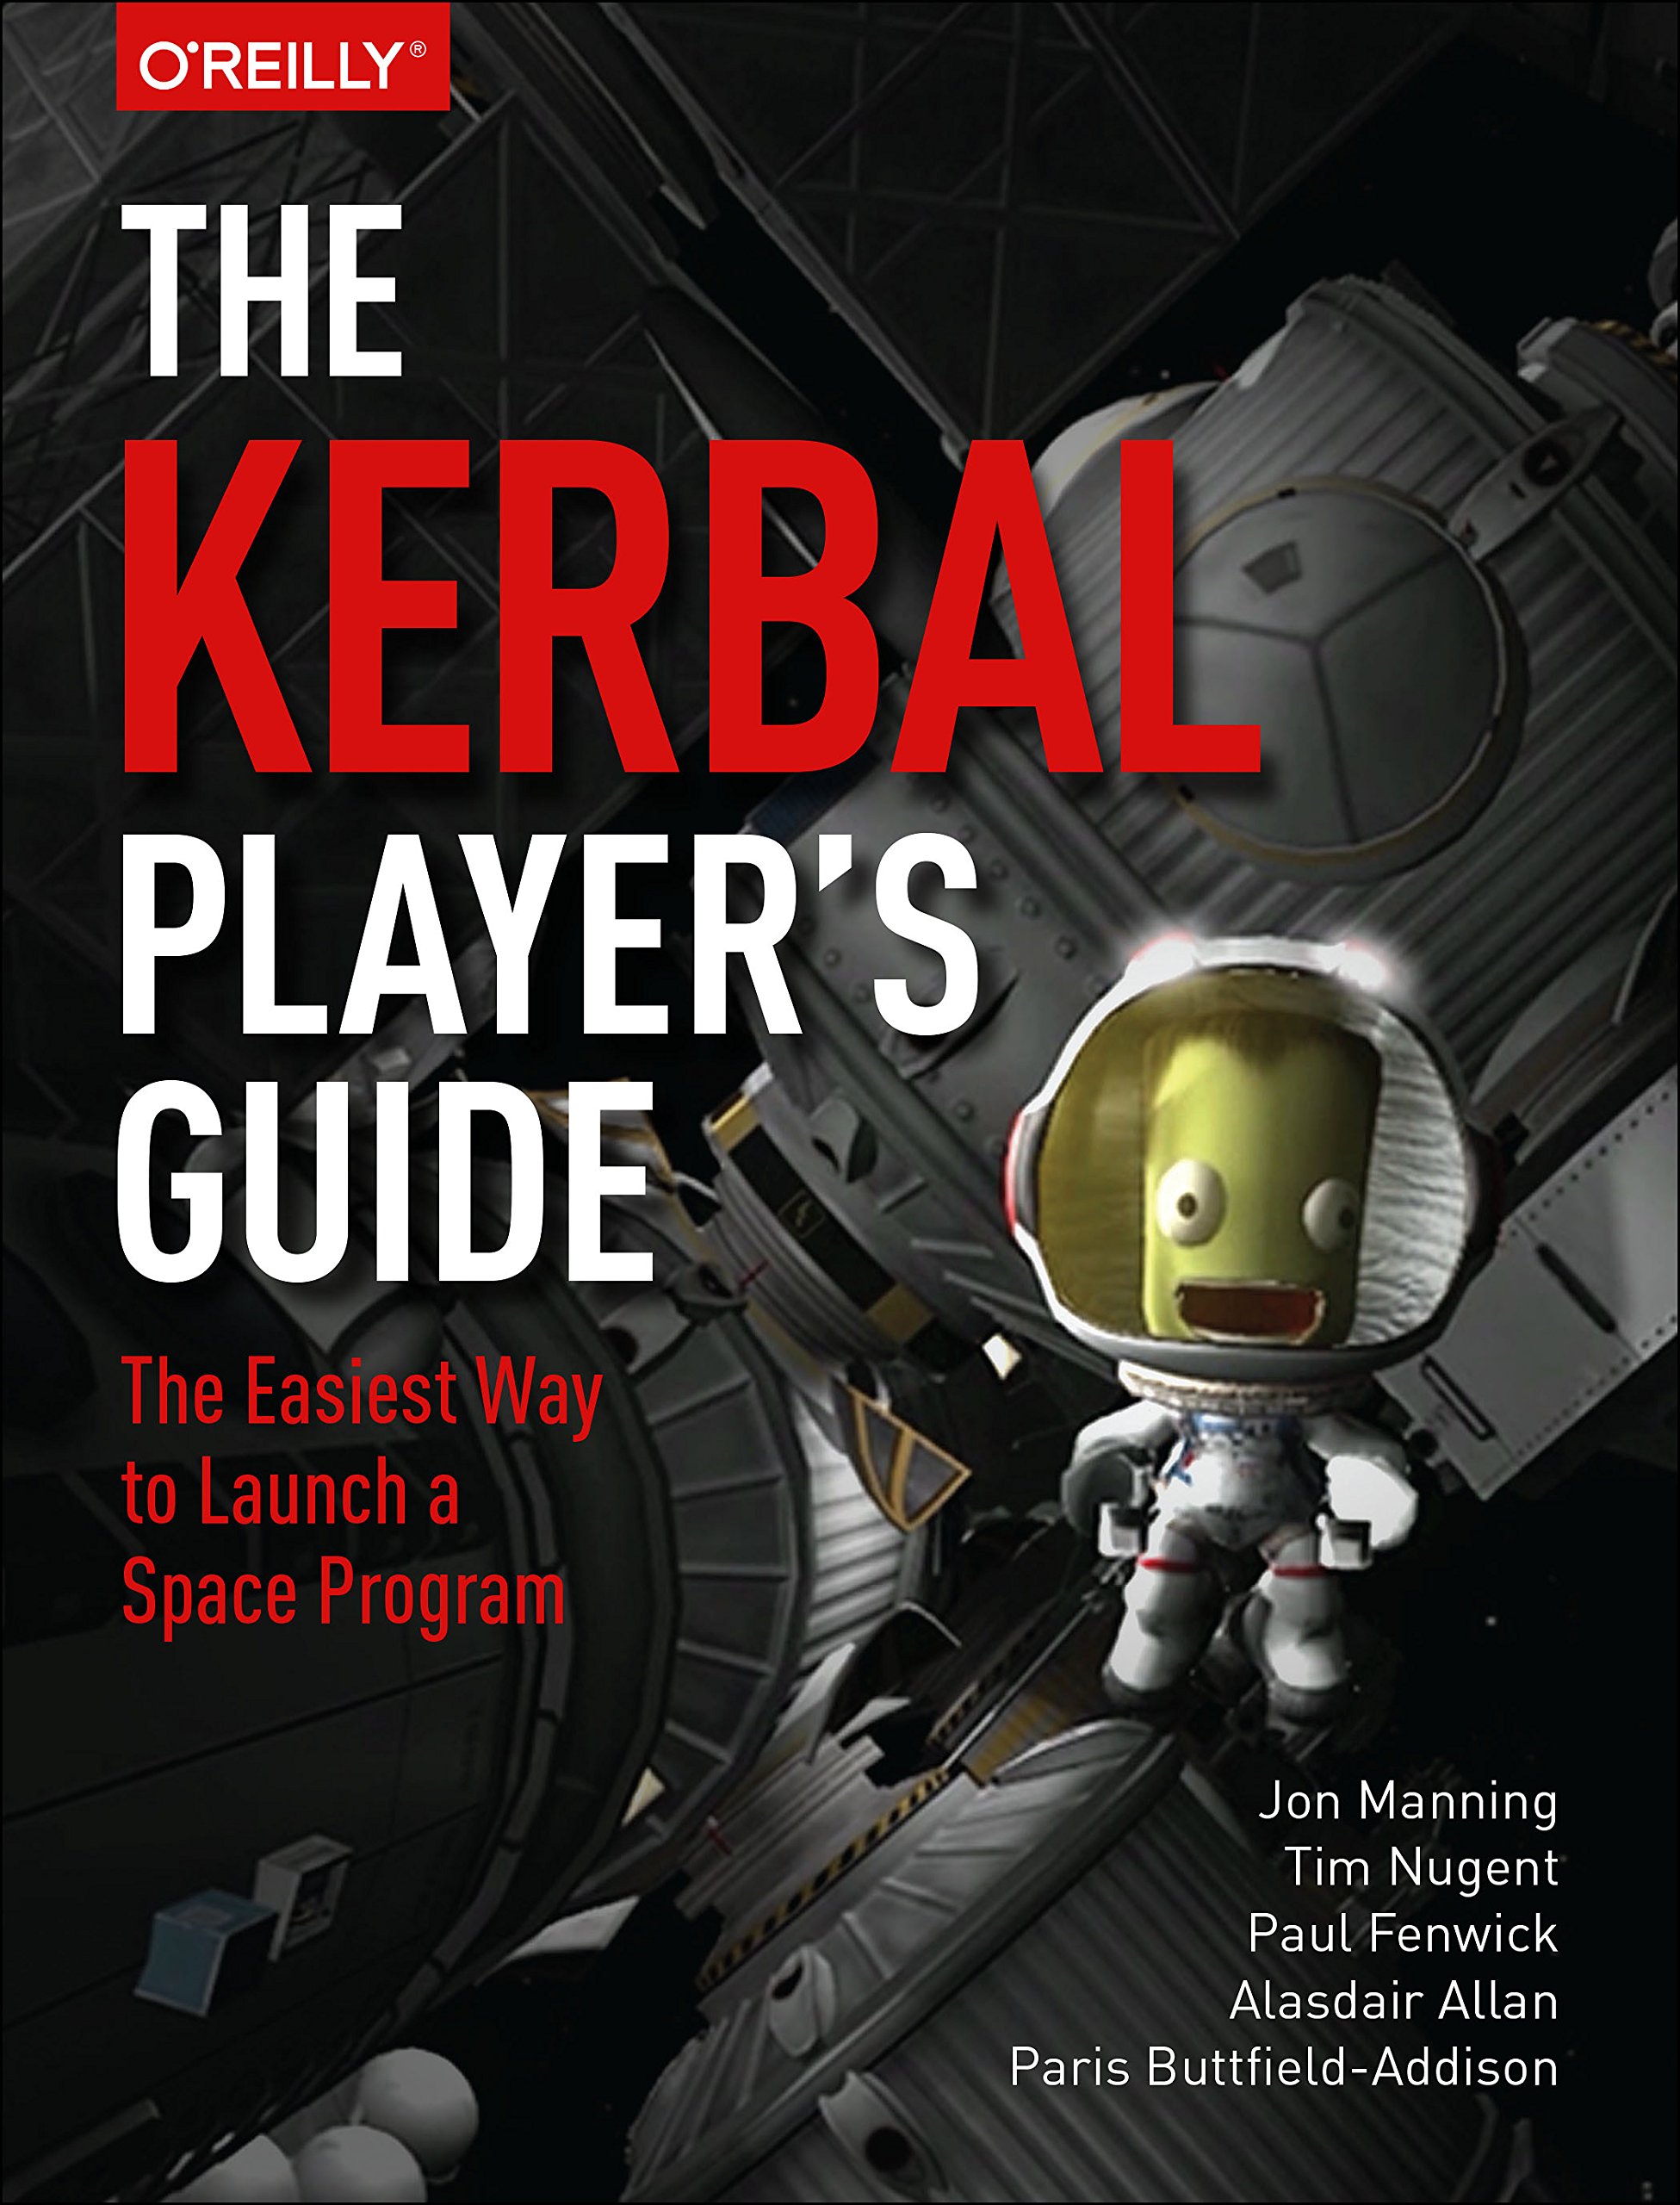 O'REILLY®
THE
KERBAL
PLAYER'S
GUIDE
The Easiest Way
to Launch a
Space Program
Jon Manning
Tim Nugent
Paul Fenwick
Alasdair Allan
Paris Buttfield-Addison